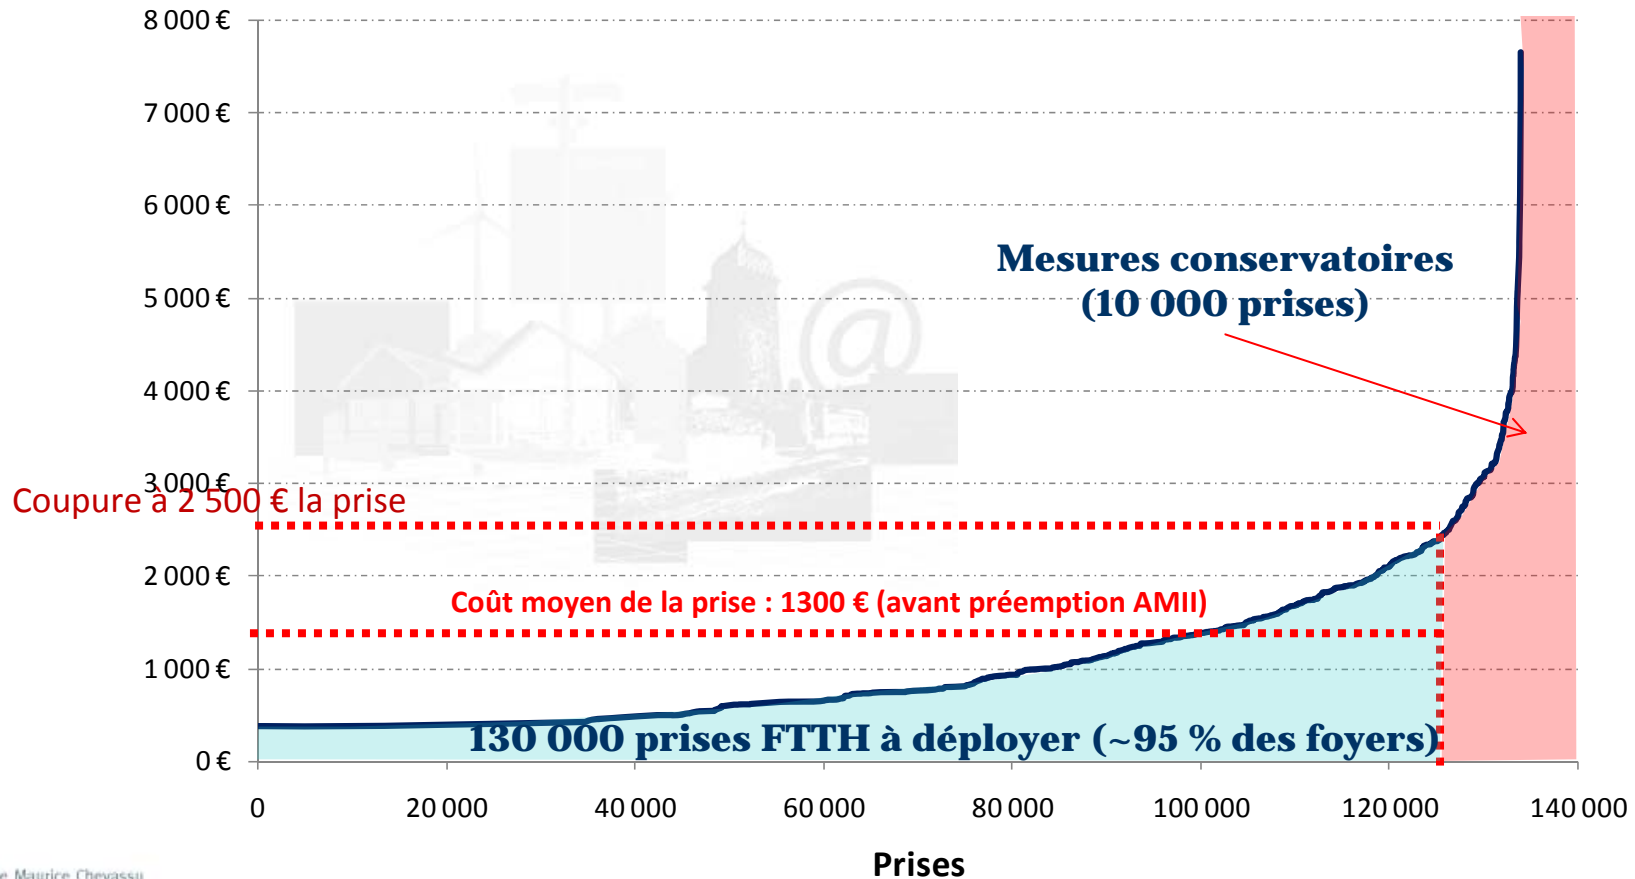 8 000 €
7 000 €
6 000 €
5 000 €
4 000 €
3 000 €
2 000 €
1 000 €
0 €
Mesures conservatoires
(10 000 prises)
Coupure à 2 500 € la prise
Coût moyen de la prise : 1300 € (avant préemption AMII)
130 000 prises FTTH à déployer (~95 % des foyers)
@
0
20 000
40 000
60 000
80 000
100 000
120 000
140 000
Prises
e Maurice Chevassu